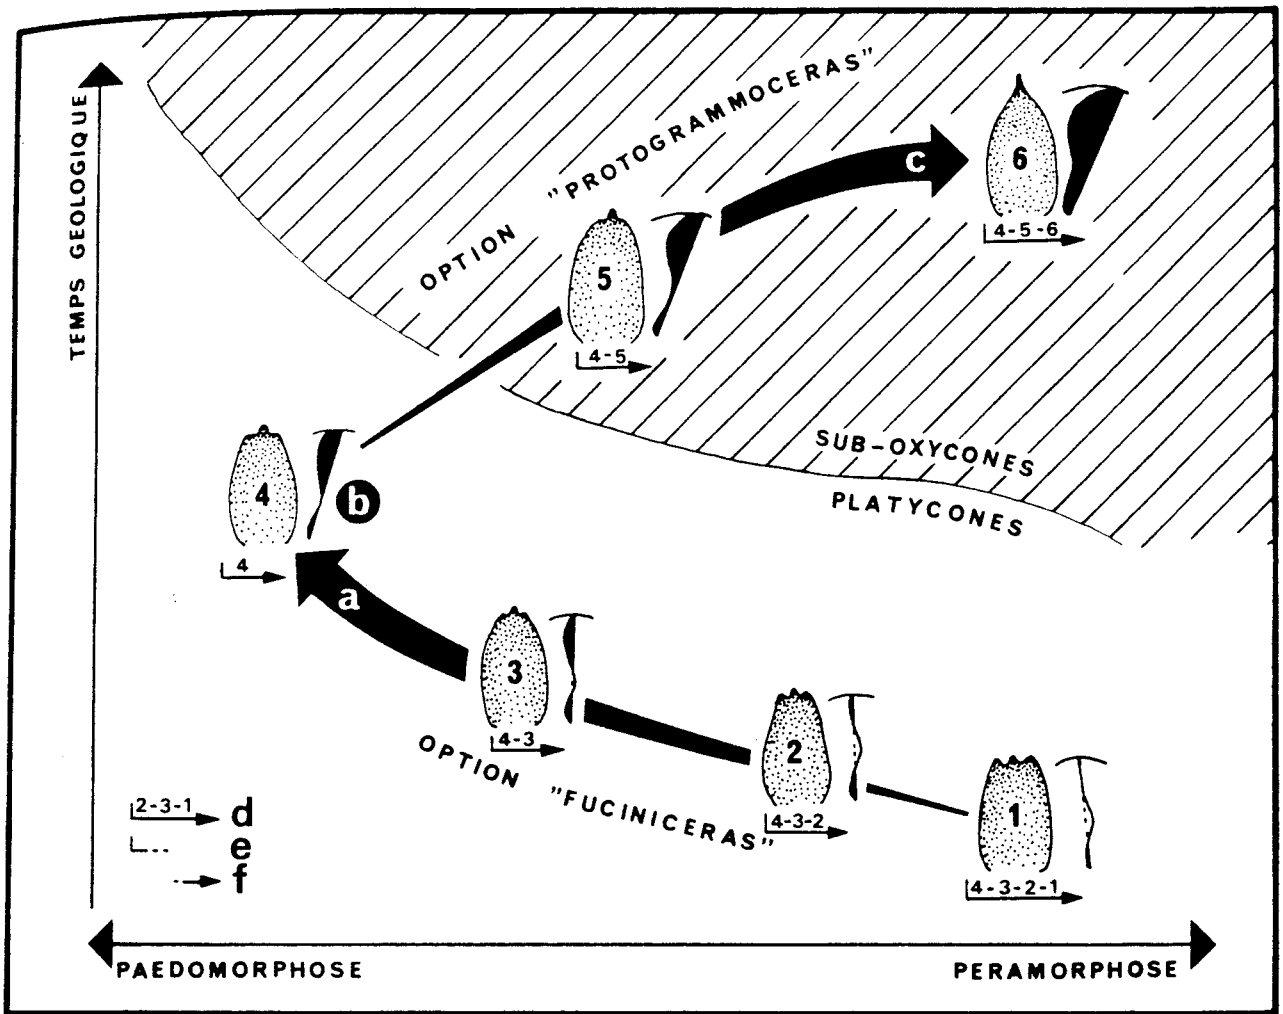 TEMPS GEOLOGIQUE
OPTION "PROTOGRAMMOCERAS"
c
6
4-5-6
5
4-5
SUB-OXYCONES
PLATYCONES
4
b
4
a
3
4-3
2
4-3-2
1
4-3-2-1
OPTION "FUCINICERAS"
2-3-1 d
e
f
PAEDOMORPHOSE
PERAMORPHOSE